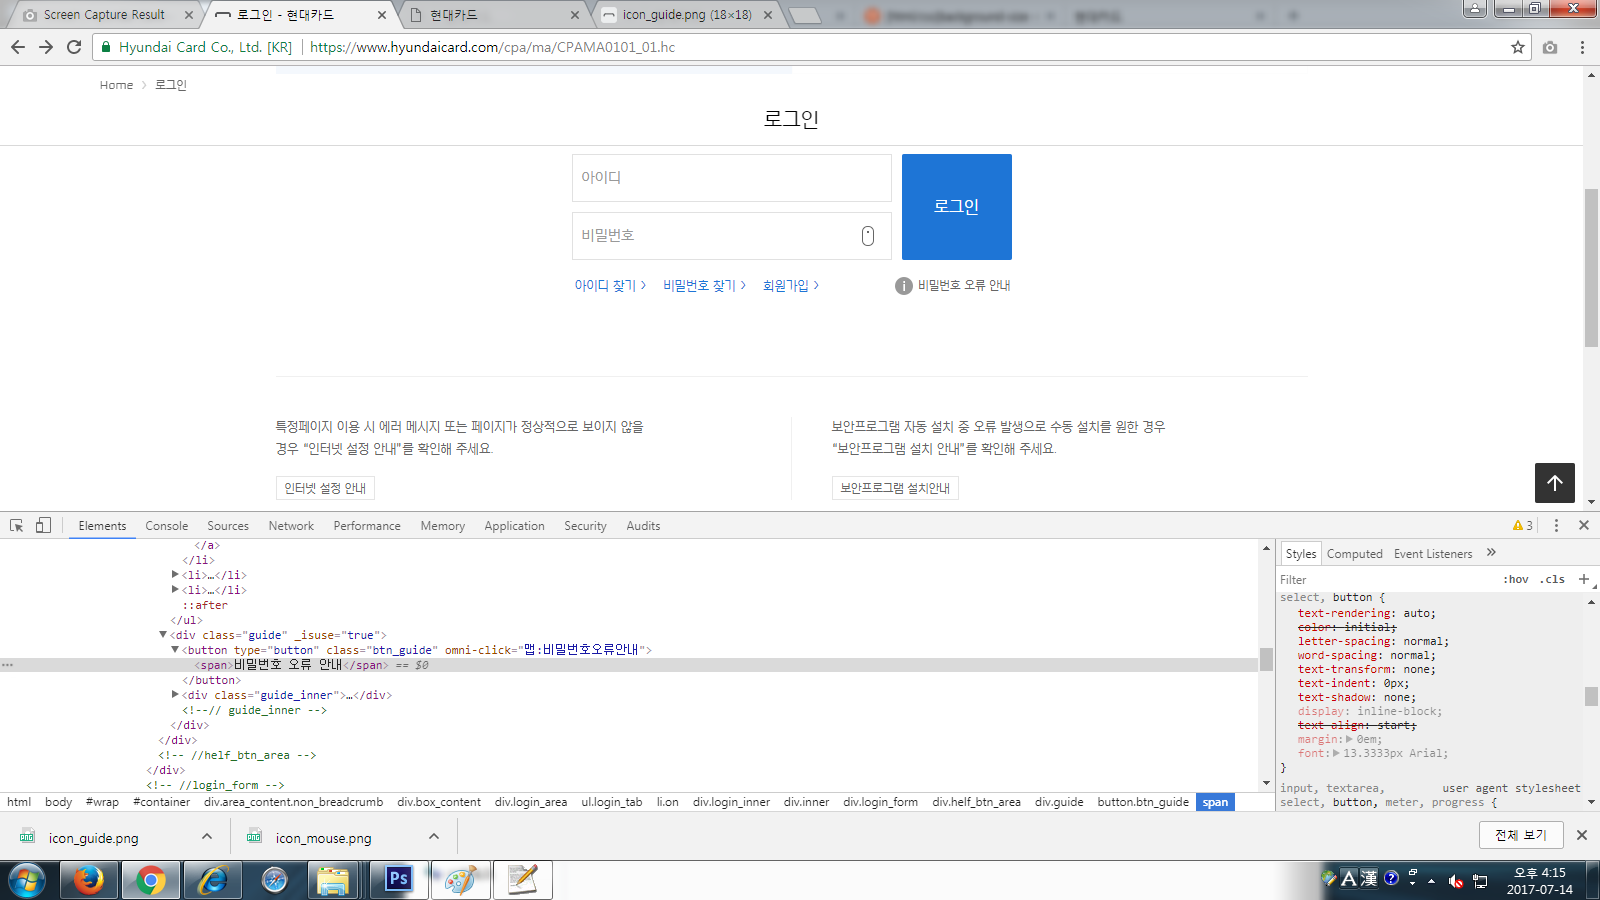 Screen Capture Result
로그인 - 현대카드
현대카드
icon_guide.png (18×18)
Hyundai Card Co., Ltd. [KR]
https://www.hyundaicard.com/cpa/ma/CPAMA0101_01.hc
Home 로그인
로그인
아이디
비밀번호
로그인
아이디 찾기
비밀번호 찾기
회원가입
비밀번호 오류 안내
특정페이지 이용 시 에러 메시지 또는 페이지가 정상적으로 보이지 않을
경우 “인터넷 설정 안내”를 확인해 주세요.
인터넷 설정 안내
보안프로그램 자동 설치 중 오류 발생으로 수동 설치를 원한 경우
“보안프로그램 설치 안내”를 확인해 주세요.
보안프로그램 설치안내
Elements Console Sources Network Performance Memory Application Security Audits 3
</a>
</li>
<li>…</li>
<li>…</li>
::after
</ul>
<div class="guide" _isuse="true">
<button type="button" class="btn_guide" omni-click="맵:비밀번호오류안내">
<span>비밀번호 오류 안내</span> == $0
</button>
<div class="guide_inner">…</div>
<!--// guide_inner -->
</div>
</div>
<!-- //helf_btn_area -->
</div>
<!-- //login_form -->
html body #wrap #container div.area_content.non_breadcrumb div.box_content div.login_area ul.login_tab li.on div.login_inner div.inner div.login_form div.helf_btn_area div.guide button.btn_guide span
Styles Computed Event Listeners »
Filter :hov .cls +
select, button {
text-rendering: auto;
color: initial;
letter-spacing: normal;
word-spacing: normal;
text-transform: none;
text-indent: 0px;
text-shadow: none;
display: inline-block;
text-align: start;
margin: 0em;
font: 13.3333px Arial;
}
input, textarea, user agent stylesheet
select, button, meter, progress {
icon_guide.png
icon_mouse.png
전체 보기
Ps
A 漢
오후 4:15
2017-07-14